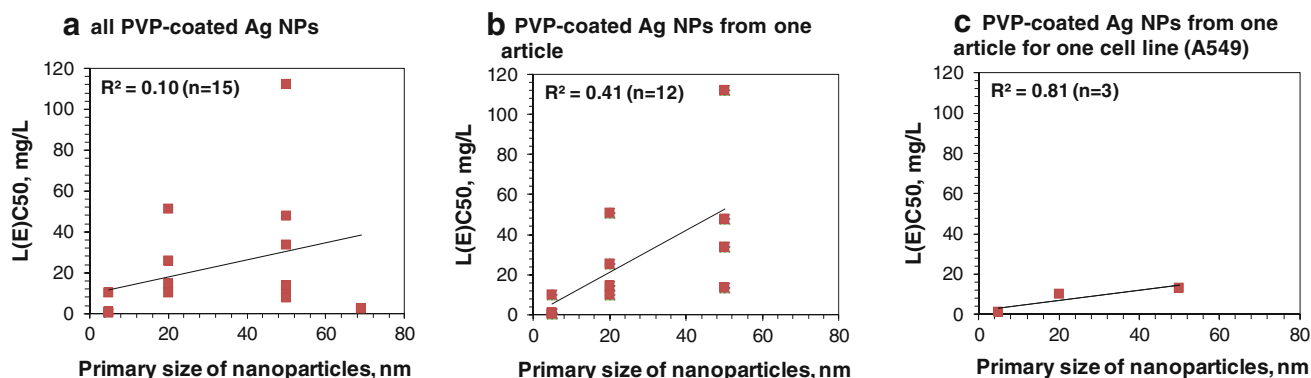 a all PVP-coated Ag NPs
R² = 0.10 (n=15)
L(E)C50, mg/L
120
100
80
60
40
20
0
0 20 40 60 80
Primary size of nanoparticles, nm
b PVP-coated Ag NPs from one
article
R² = 0.41 (n=12)
L(E)C50, mg/L
120
100
80
60
40
20
0
0 20 40 60 80
Primary size of nanoparticles, nm
c PVP-coated Ag NPs from one
article for one cell line (A549)
R² = 0.81 (n=3)
L(E)C50, mg/L
120
100
80
60
40
20
0
0 20 40 60 80
Primary size of nanoparticles, nm